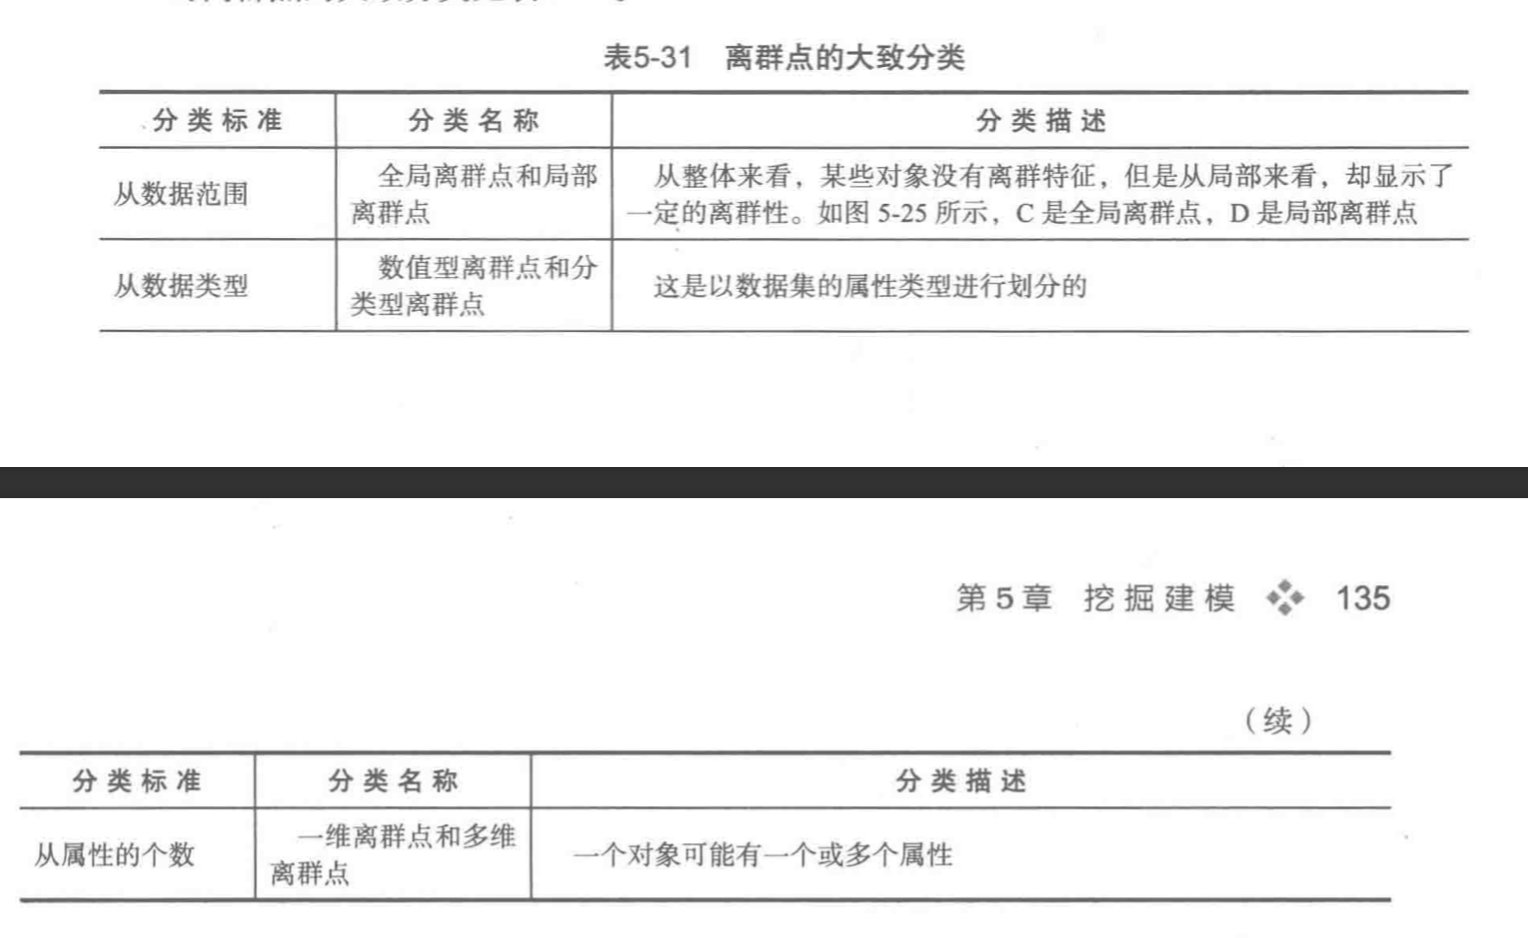 表5-31 离群点的大致分类
分类标准 分类名称 分类描述
从数据范围
全局离群点和局部
离群点
从整体来看，某些对象没有离群特征，但是从局部来看，却显示了
一定的离群性。如图 5-25 所示，C 是全局离群点，D 是局部离群点
从数据类型
数值型离群点和分
类型离群点
这是以数据集的属性类型进行划分的
第5章 挖掘建模 135
（续）
分类标准 分类名称 分类描述
从属性的个数
一维离群点和多维
离群点
一个对象可能有一个或多个属性